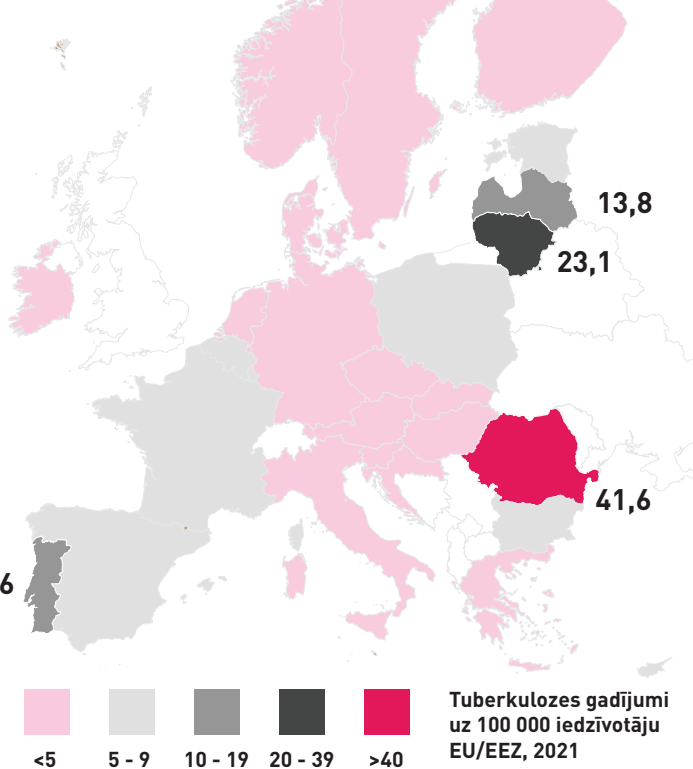 13,8
23,1
41,6
6
<5
5 - 9
10 - 19
20 - 39
>40
Tuberkulozes gadījumi
uz 100 000 iedzīvotāju
EU/EEZ, 2021